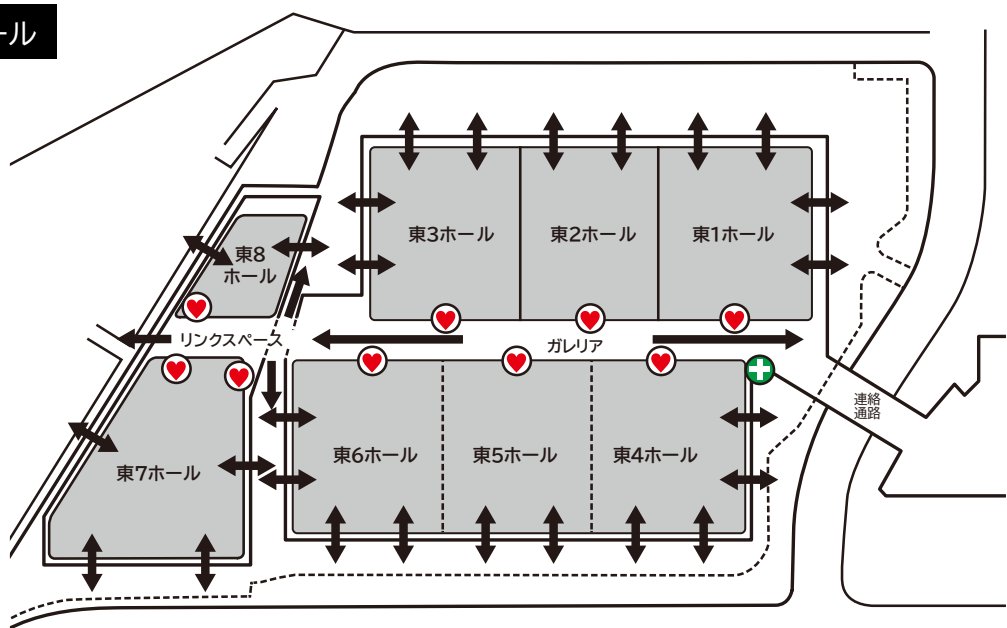 ール
東3ホール
東2ホール
東1ホール
東8
ホール
リンクスペース
ガレリア
連絡
通路
東7ホール
東6ホール
東5ホール
東4ホール